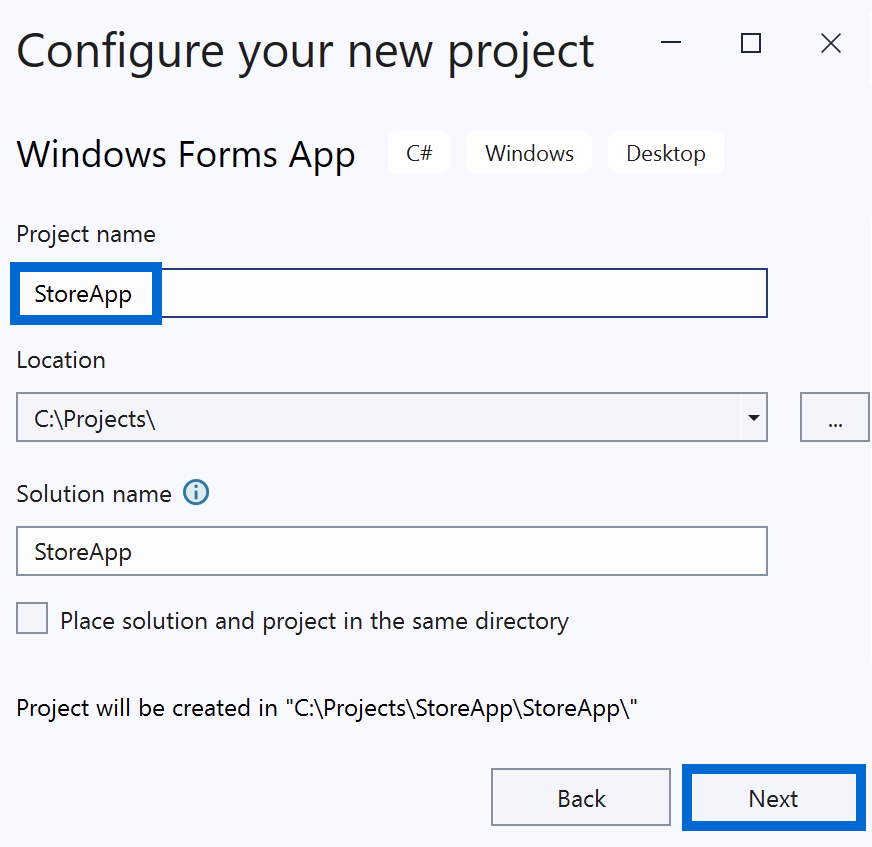 Configure your new project
Windows Forms App C# Windows Desktop
Project name
StoreApp
Location
C:\Projects\ ...
Solution name
StoreApp
Place solution and project in the same directory
Project will be created in "C:\Projects\StoreApp\StoreApp\"
Back Next